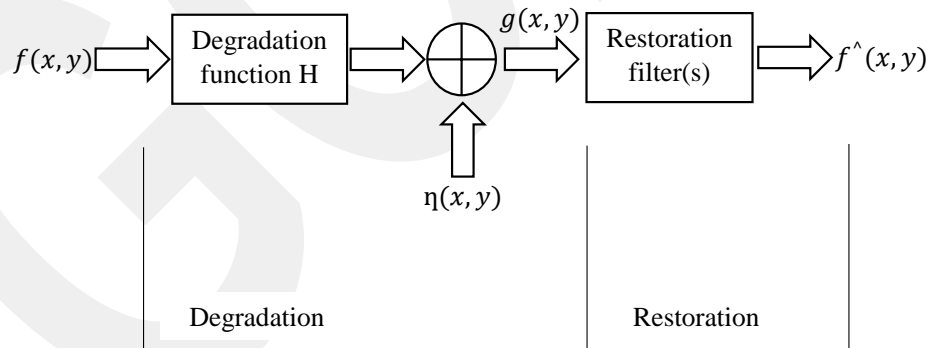 g(x, y)
f(x, y)
Degradation
function H
Restoration
filter(s)
f^(x, y)
η(x, y)
Degradation
Restoration